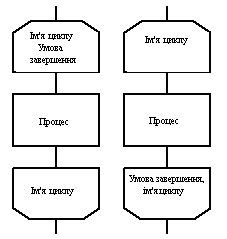 Ім'я циклу
Умова
завершення
Процес
Ім'я циклу
Ім'я циклу
Процес
Умова завершення,
ім'я циклу